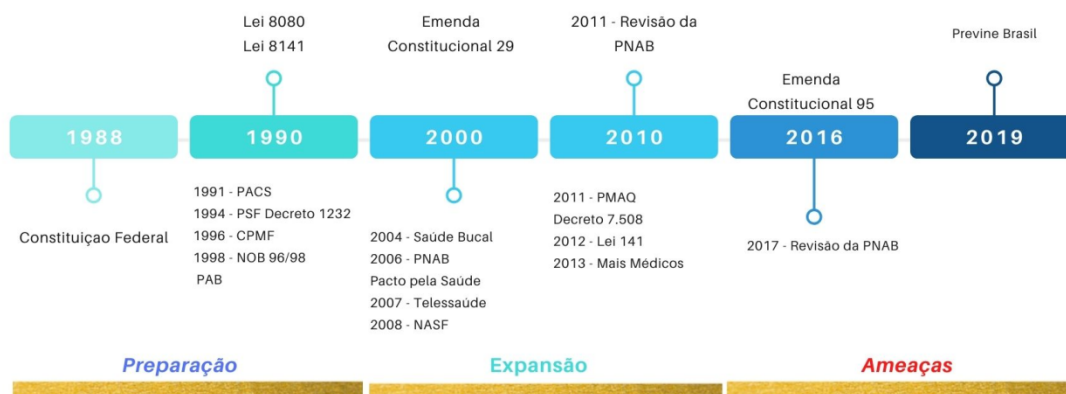 Lei 8080
Lei 8141
Emenda
Constitucional 29
2011 - Revisão da
PNAB
Previne Brasil
Emenda
Constitucional 95
1988
1990
2000
2010
2016
2019
Constituiçao Federal
1991 - PACS
1994 - PSF Decreto 1232
1996 - CPMF
1998 - NOB 96/98
PAB
2004 - Saúde Bucal
2006 - PNAB
Pacto pela Saúde
2007 - Telessaúde
2008 - NASF
2011 - PMAQ
Decreto 7.508
2012 - Lei 141
2013 - Mais Médicos
2017 - Revisão da PNAB
Preparação
Expansão
Ameaças